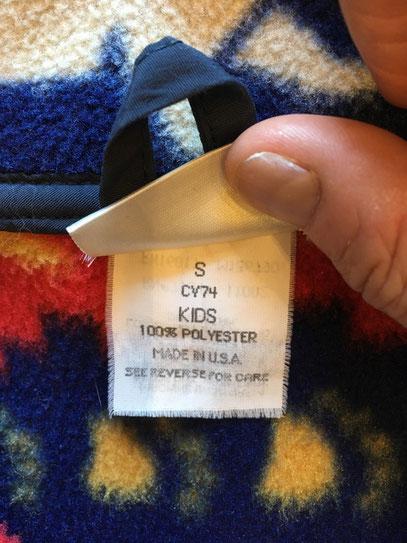 S
CY74
KIDS
100% POLYESTER
MADE IN U.S.A.
SEE REVERSE FOR CARE